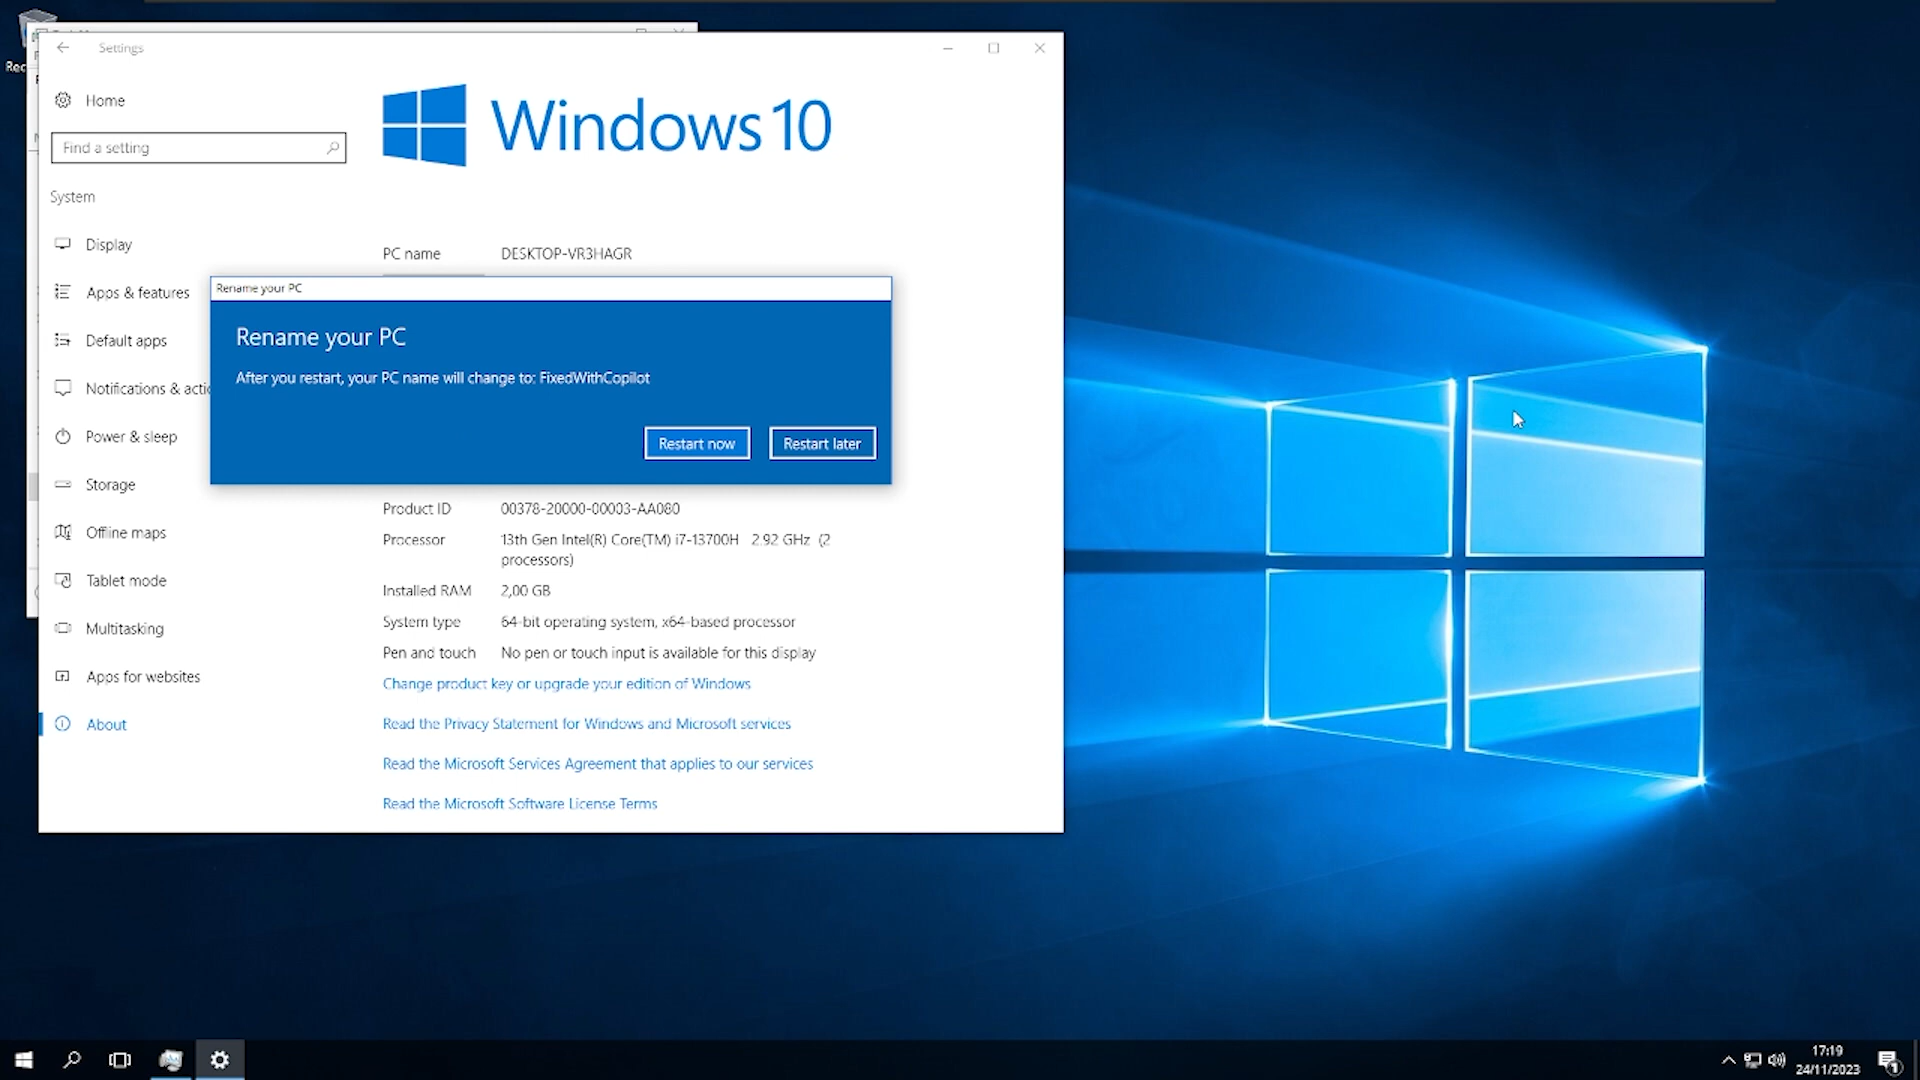 Rec
Settings
Home
Find a setting
System
Display
Apps & features
Default apps
Notifications & actic
Power & sleep
Storage
Offline maps
Tablet mode
Multitasking
Apps for websites
About
Windows 10
PC name DESKTOP-VR3HAGR
Rename your PC
Rename your PC
After you restart, your PC name will change to: FixedWithCopilot
Restart now Restart later
Product ID 00378-20000-00003-AA080
Processor 13th Gen Intel(R) Core(TM) i7-13700H 2.92 GHz (2
processors)
Installed RAM 2,00 GB
System type 64-bit operating system, x64-based processor
Pen and touch No pen or touch input is available for this display
Change product key or upgrade your edition of Windows
Read the Privacy Statement for Windows and Microsoft services
Read the Microsoft Services Agreement that applies to our services
Read the Microsoft Software License Terms
17:19
24/11/2023
1